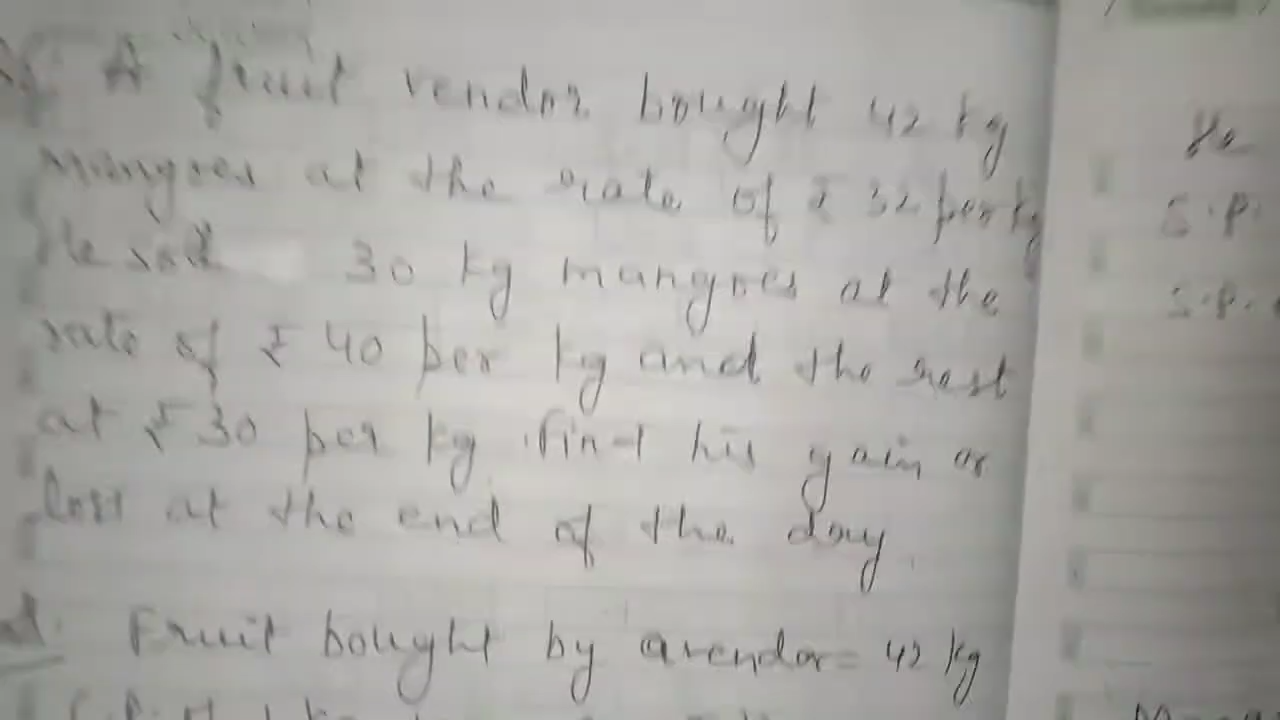 A fruit vendor bought 42 kg
mangoes at the rate of ₹ 32 per kg
He sold 30 kg mangoes at the
rate of ₹ 40 per kg and the rest
at ₹ 30 per kg . find his gain or
loss at the end of the day.
Fruit bought by a vendor = 42 kg
He
S.P.
S.P.